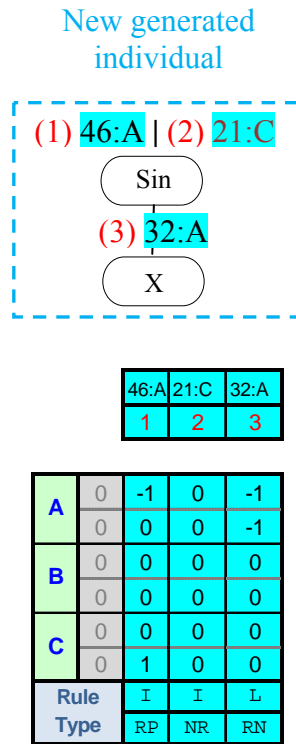 New generated
individual
(1) 46:A | (2) 21:C
Sin
(3) 32:A
X
46:A 21:C 32:A
1 2 3
A 0 -1 0 -1
0 0 0 -1
B 0 0 0 0
0 0 0 0
C 0 0 0 0
0 1 0 0
Rule I I L
Type RP NR RN